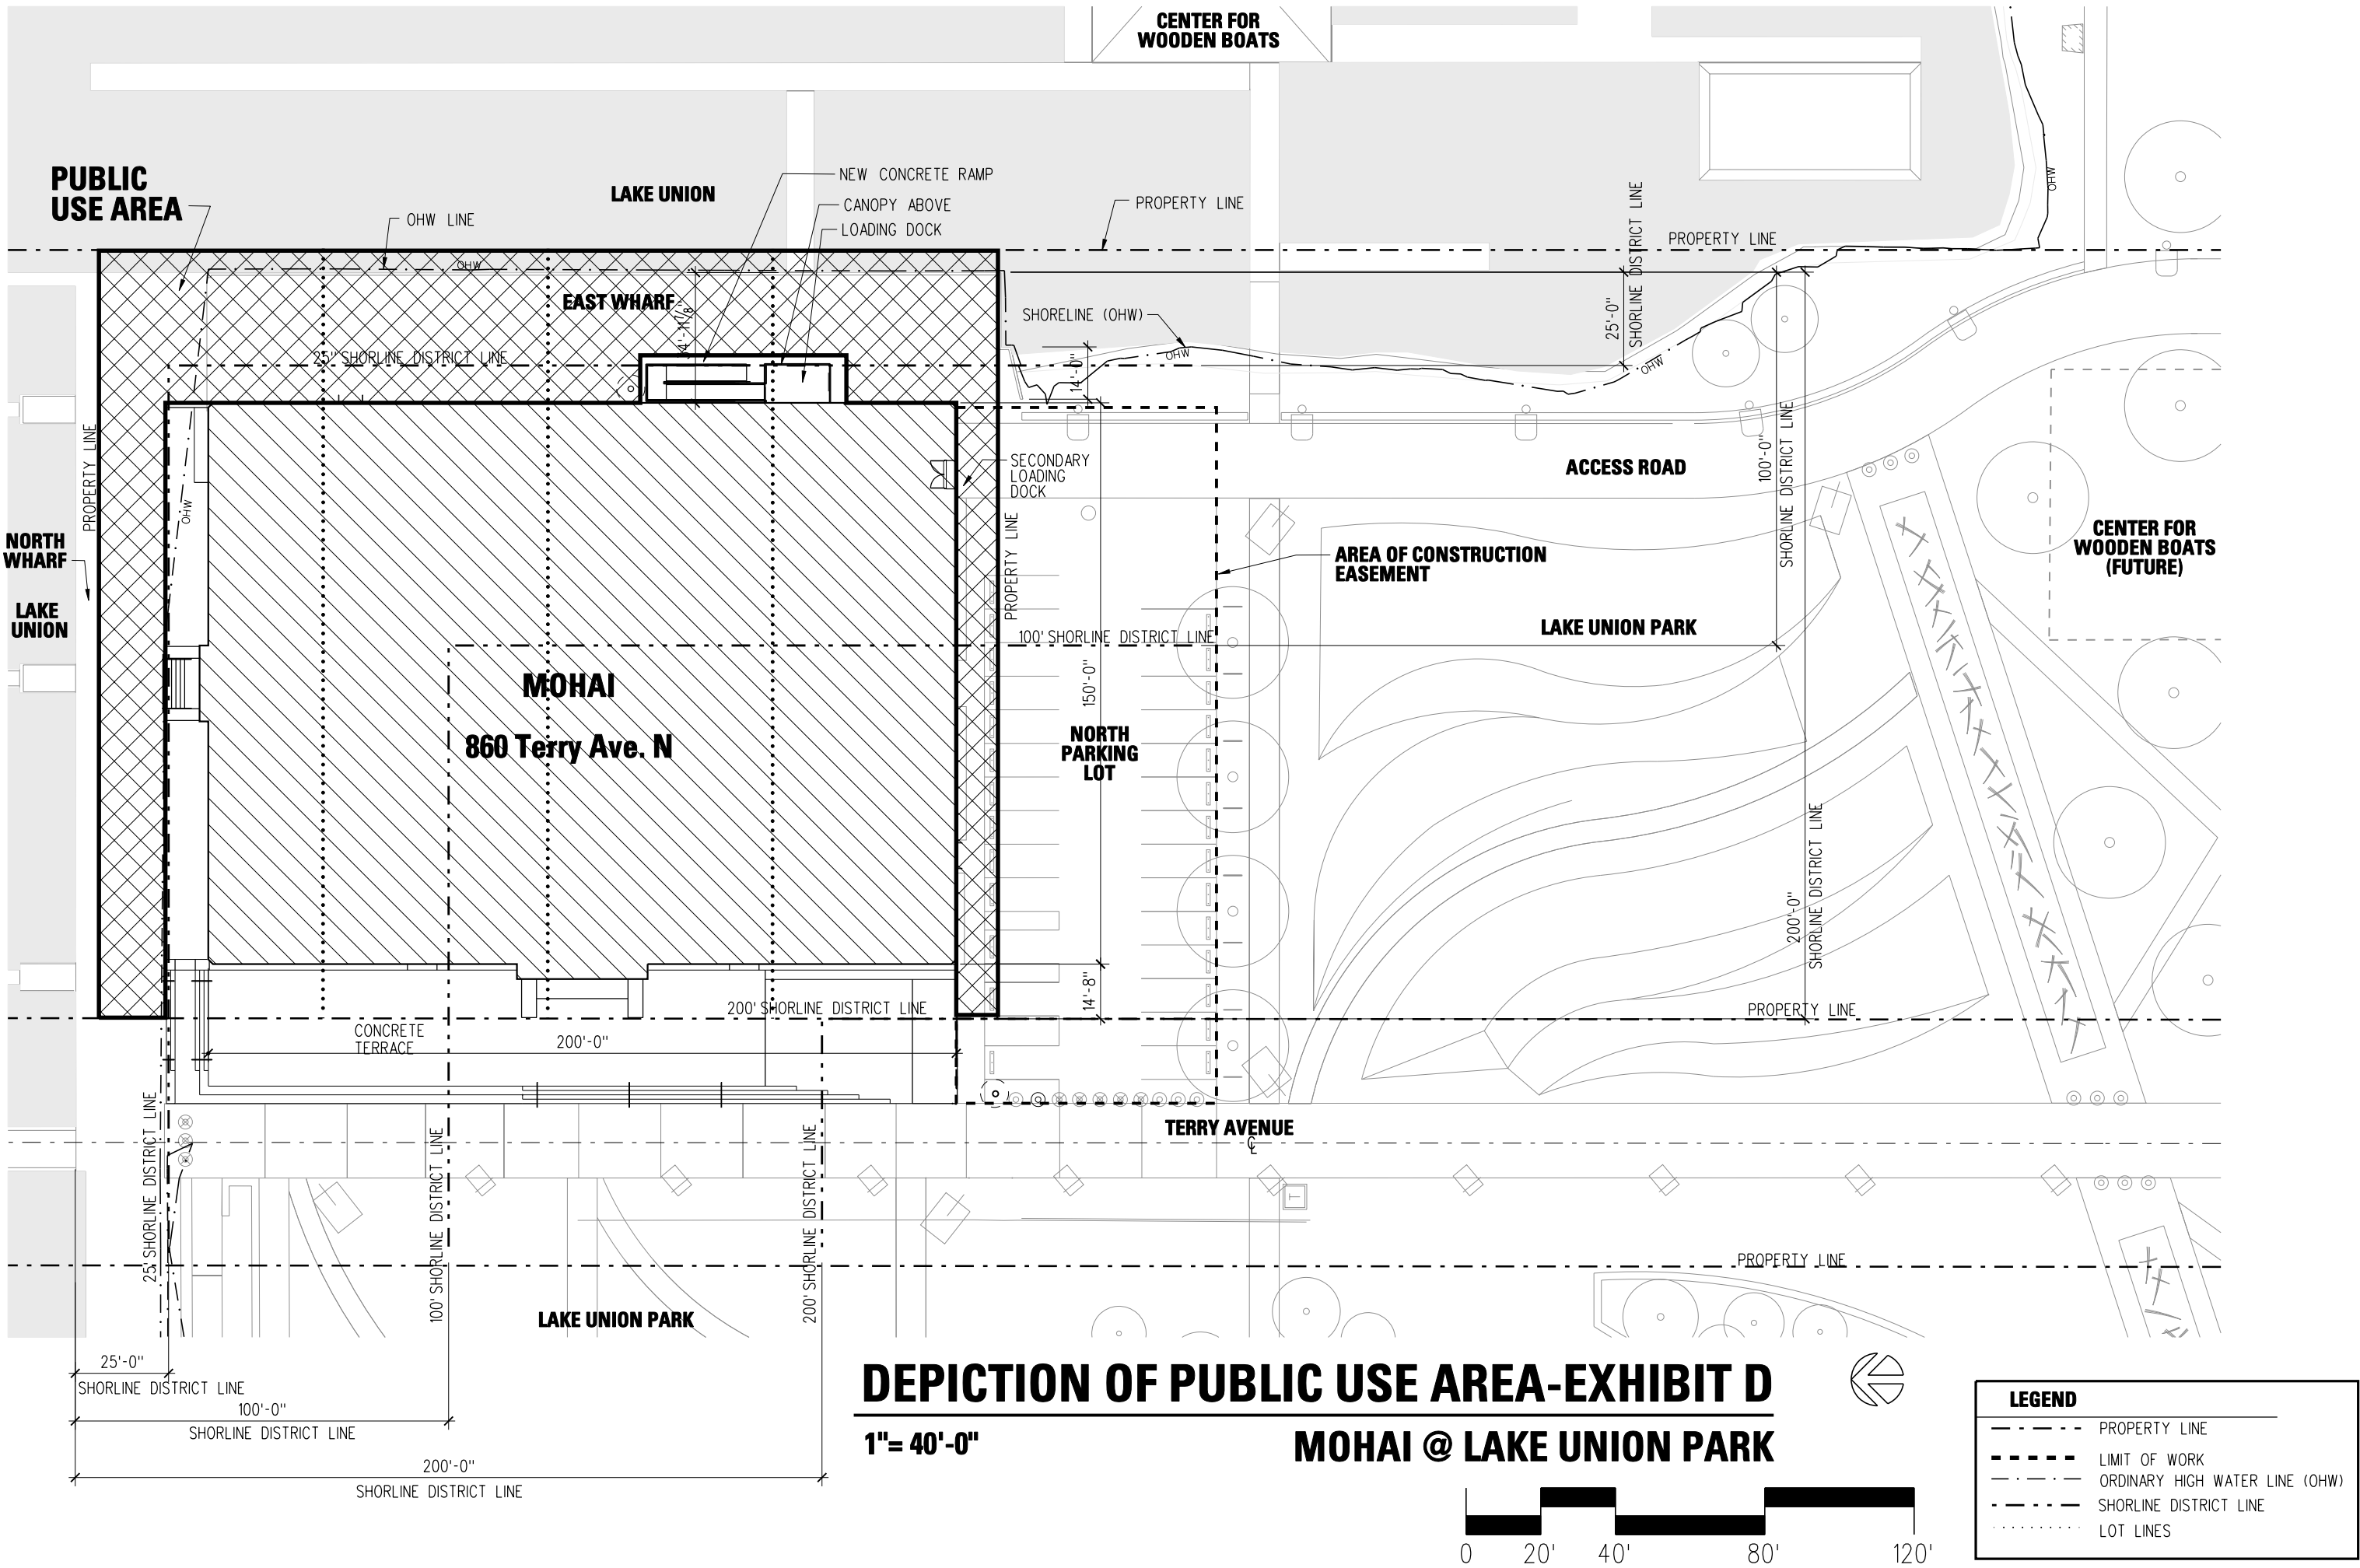 CENTER FOR
WOODEN BOATS
PUBLIC
USE AREA
LAKE UNION
NEW CONCRETE RAMP
CANOPY ABOVE
LOADING DOCK
OHW LINE
PROPERTY LINE
SHORLINE DISTRICT LINE
25'-0"
PROPERTY LINE
OHW
OHW
EAST WHARF
SHORELINE (OHW)
OHW
OHW
14'-0"
25" SHORLINE DISTRICT LINE
PROPERTY LINE
OHW
SECONDARY
LOADING
DOCK
PROPERTY LINE
ACCESS ROAD
100'-0"
SHORLINE DISTRICT LINE
NORTH
WHARF
LAKE
UNION
AREA OF CONSTRUCTION
EASEMENT
CENTER FOR
WOODEN BOATS
(FUTURE)
100' SHORLINE DISTRICT LINE
LAKE UNION PARK
MOHAI
860 Terry Ave. N
150'-0"
NORTH
PARKING
LOT
200'-0"
SHORLINE DISTRICT LINE
14'-8"
200' SHORLINE DISTRICT LINE
PROPERTY LINE
CONCRETE
TERRACE
200'-0"
TERRY AVENUE
CL
T
25' SHORLINE DISTRICT LINE
100' SHORLINE DISTRICT LINE
200' SHORLINE DISTRICT LINE
PROPERTY LINE
LAKE UNION PARK
25'-0"
SHORLINE DISTRICT LINE
100'-0"
SHORLINE DISTRICT LINE
200'-0"
SHORLINE DISTRICT LINE
DEPICTION OF PUBLIC USE AREA-EXHIBIT D
1"= 40'-0"
MOHAI @ LAKE UNION PARK
0 20' 40' 80' 120'
LEGEND
PROPERTY LINE
LIMIT OF WORK
ORDINARY HIGH WATER LINE (OHW)
SHORLINE DISTRICT LINE
LOT LINES